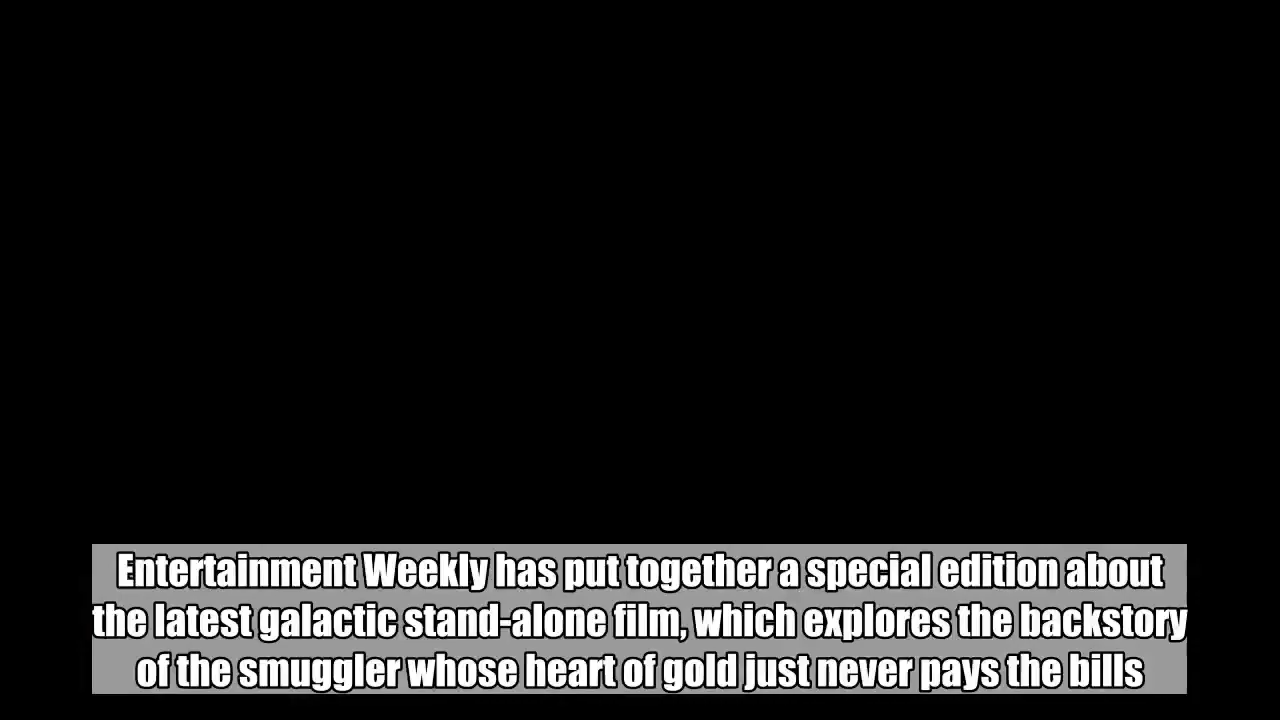 Entertainment Weekly has put together a special edition about
the latest galactic stand-alone film, which explores the backstory
of the smuggler whose heart of gold just never pays the bills